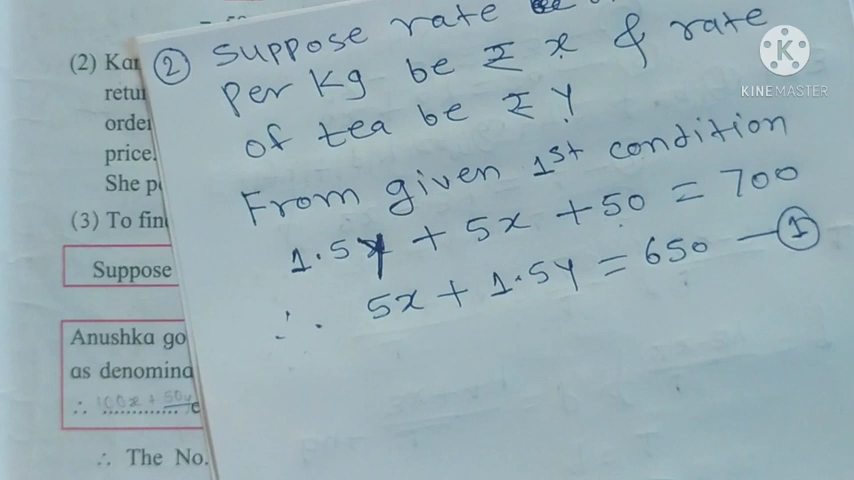 (2) Kar
retur
order
price.
She p
(3) To fin
Suppose
Anushka go
as denomina
∴ 100x + 50y
∴ The No.
② Suppose rate
per kg be ₹ x & rate
of tea be ₹ y
From given 1st condition
1.5y + 5x + 50 = 700
∴ 5x + 1.5y = 650 — ①
K
KINEMASTER